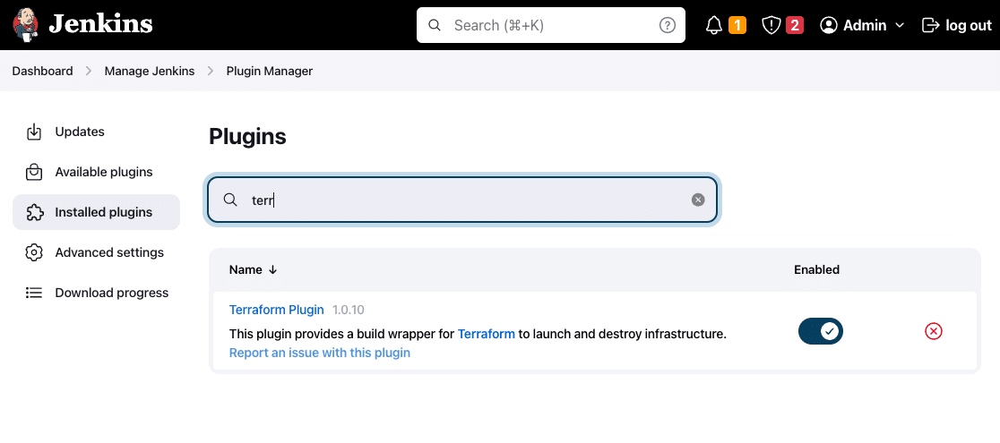 Jenkins
Search (⌘+K)
?
1
2
Admin
log out
Dashboard
Manage Jenkins
Plugin Manager
Updates
Available plugins
Installed plugins
Advanced settings
Download progress
Plugins
terr
Name ↓
Enabled
Terraform Plugin 1.0.10
This plugin provides a build wrapper for Terraform to launch and destroy infrastructure.
Report an issue with this plugin